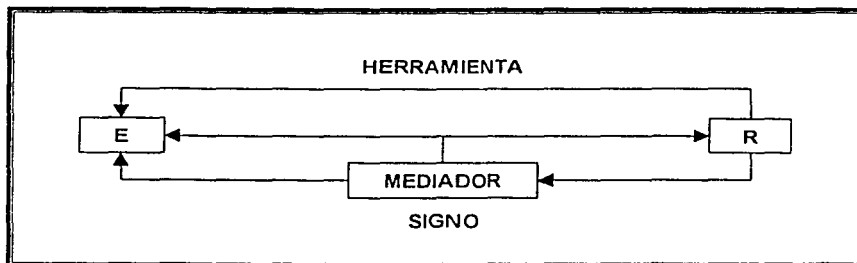 HERRAMIENTA
E
R
MEDIADOR
SIGNO